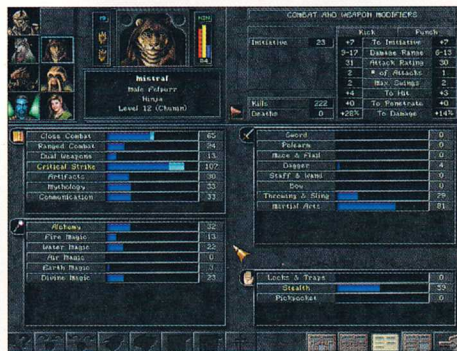 COMBAT AND WEAPON MODIFIERS
Mistral
Male Felpurr
Ninja
Level 12 (Chunin)
Initiative 23
Kills 222
Deaths 0
Kick Punch
+7 To Initiative +7
9-17 Damage Range 6-13
31 Attack Rating 30
2 # of Attacks 1
2 Max. Swings 2
+4 To Hit +3
+0 To Penetrate +0
+28% To Damage +14%
Close Combat 65
Ranged Combat 24
Dual Weapons 13
Critical Strike 107
Artifacts 30
Mythology 33
Communication 33
Sword 0
Polearm 0
Mace & Flail 0
Dagger 4
Staff & Wand 0
Bow 0
Throwing & Sling 29
Martial Arts 81
Alchemy 32
Fire Magic 13
Water Magic 22
Air Magic 0
Earth Magic 3
Divine Magic 23
Locks & Traps 0
Stealth 59
Pickpocket 0